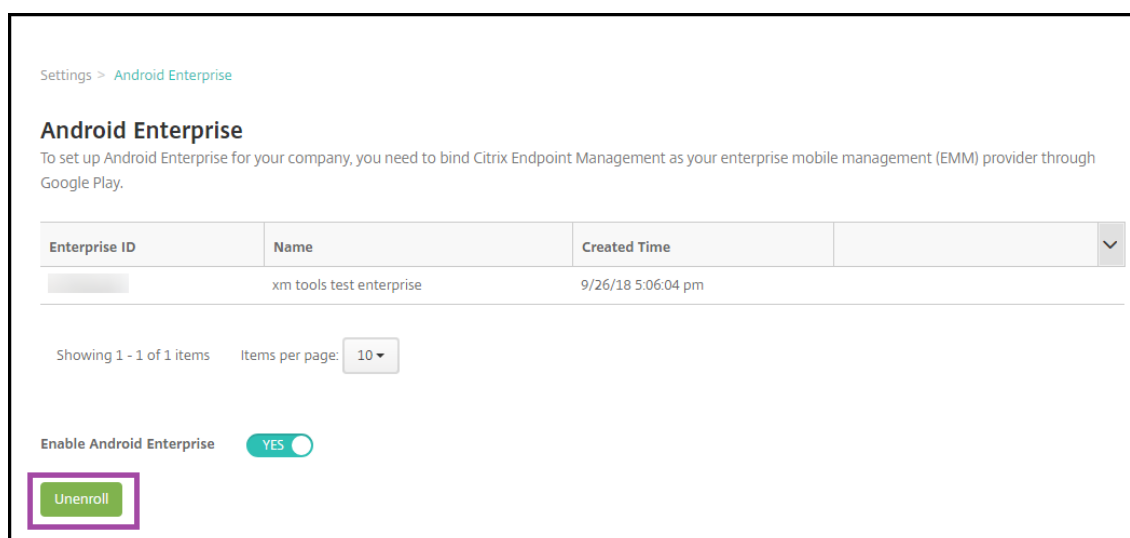 Settings > Android Enterprise
Android Enterprise
To set up Android Enterprise for your company, you need to bind Citrix Endpoint Management as your enterprise mobile management (EMM) provider through
Google Play.
Enterprise ID Name Created Time
xm tools test enterprise 9/26/18 5:06:04 pm
Showing 1 - 1 of 1 items Items per page: 10
Enable Android Enterprise YES
Unenroll